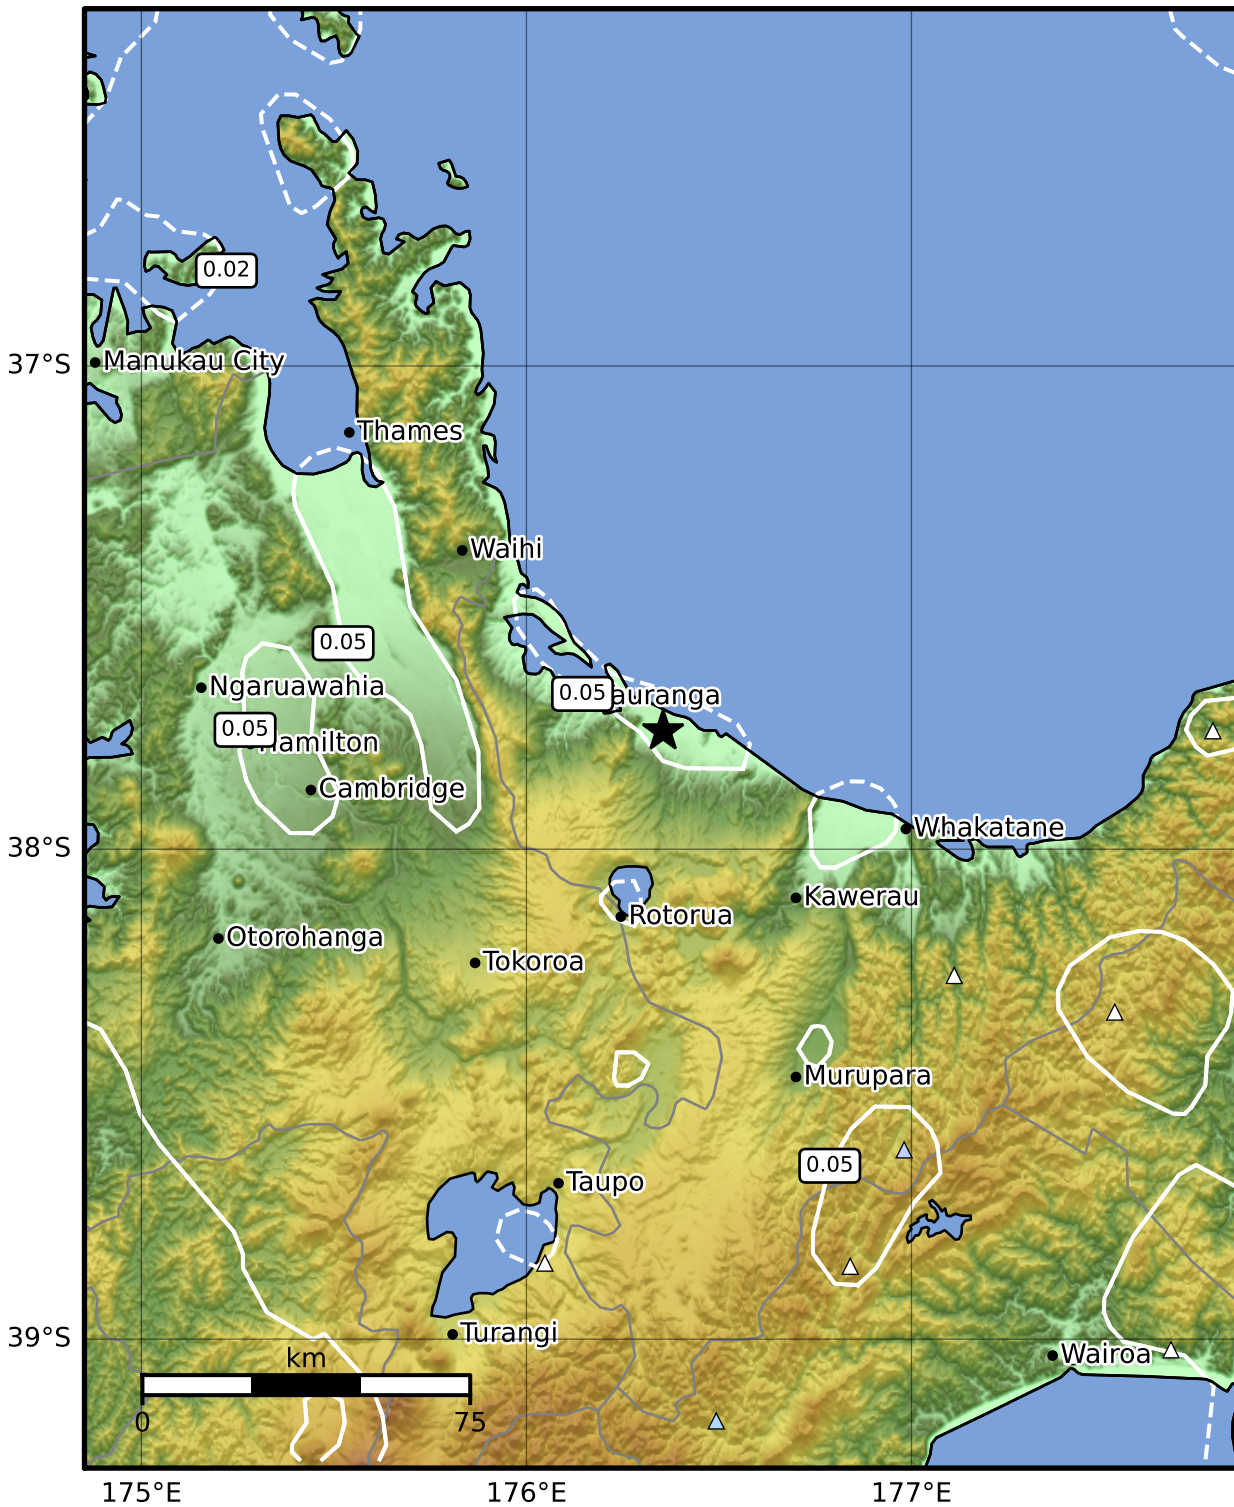 0.02
37°S
Manukau City
Thames
Waihi
0.05
Ngaruawahia
0.05
auranga
0.05
Hamilton
Cambridge
Whakatane
38°S
Kawerau
Rotorua
Otorohanga
Tokoroa
Murupara
0.05
Taupo
39°S
Turangi
Wairoa
km
0
75
175°E
176°E
177°E